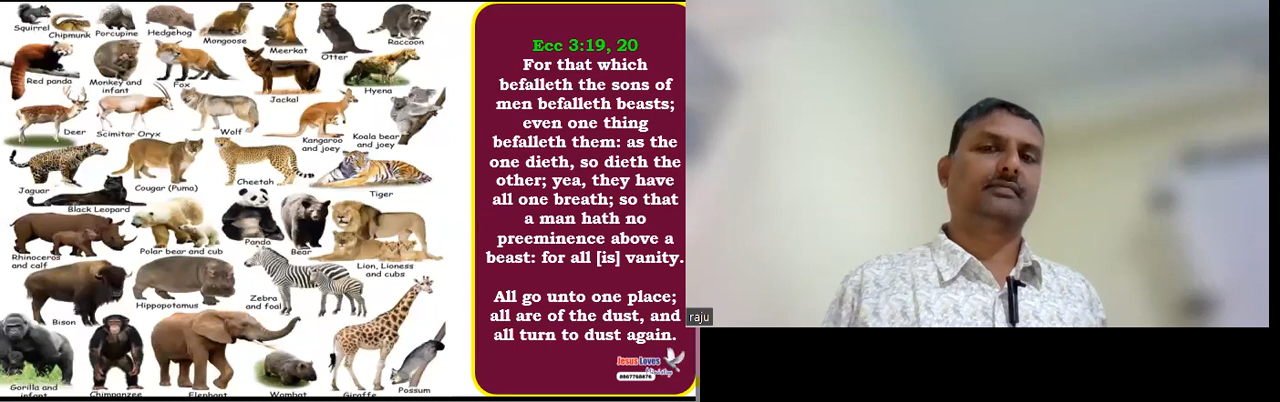 Squirrel
Chipmunk
Porcupine
Hedgehog
Mongoose
Meerkat
Otter
Raccoon
Red panda
Monkey and
infant
Fox
Jackal
Hyena
Deer
Scimitar Oryx
Wolf
Kangaroo
and joey
Koala bear
and joey
Jaguar
Cougar (Puma)
Cheetah
Tiger
Black Leopard
Rhinoceros
and calf
Polar bear and cub
Panda
Bear
Lion, Lioness
and cubs
Bison
Hippopotamus
Zebra
and foal
Gorilla and
infant
Chimpanzee
Elephant
Wombat
Giraffe
Possum
Ecc 3:19, 20
For that which
befalleth the sons of
men befalleth beasts;
even one thing
befalleth them: as the
one dieth, so dieth the
other; yea, they have
all one breath; so that
a man hath no
preeminence above a
beast: for all [is] vanity.
All go unto one place;
all are of the dust, and
all turn to dust again.
Jesus Loves
Ministry
raju